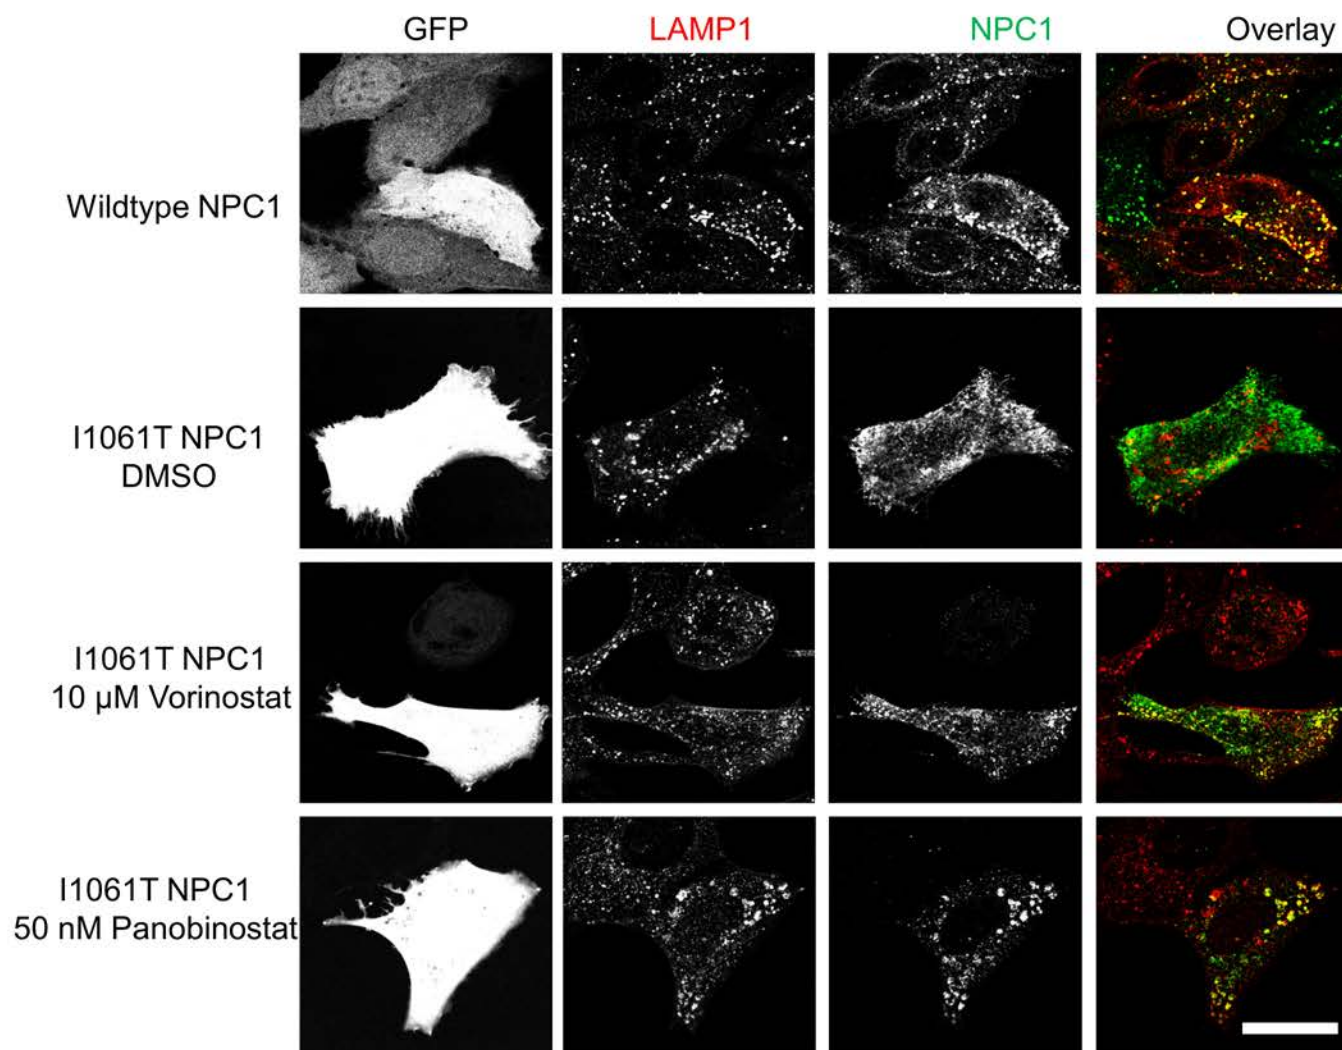 GFP LAMP1 NPC1 Overlay
Wildtype NPC1
I1061T NPC1
DMSO
I1061T NPC1
10 µM Vorinostat
I1061T NPC1
50 nM Panobinostat